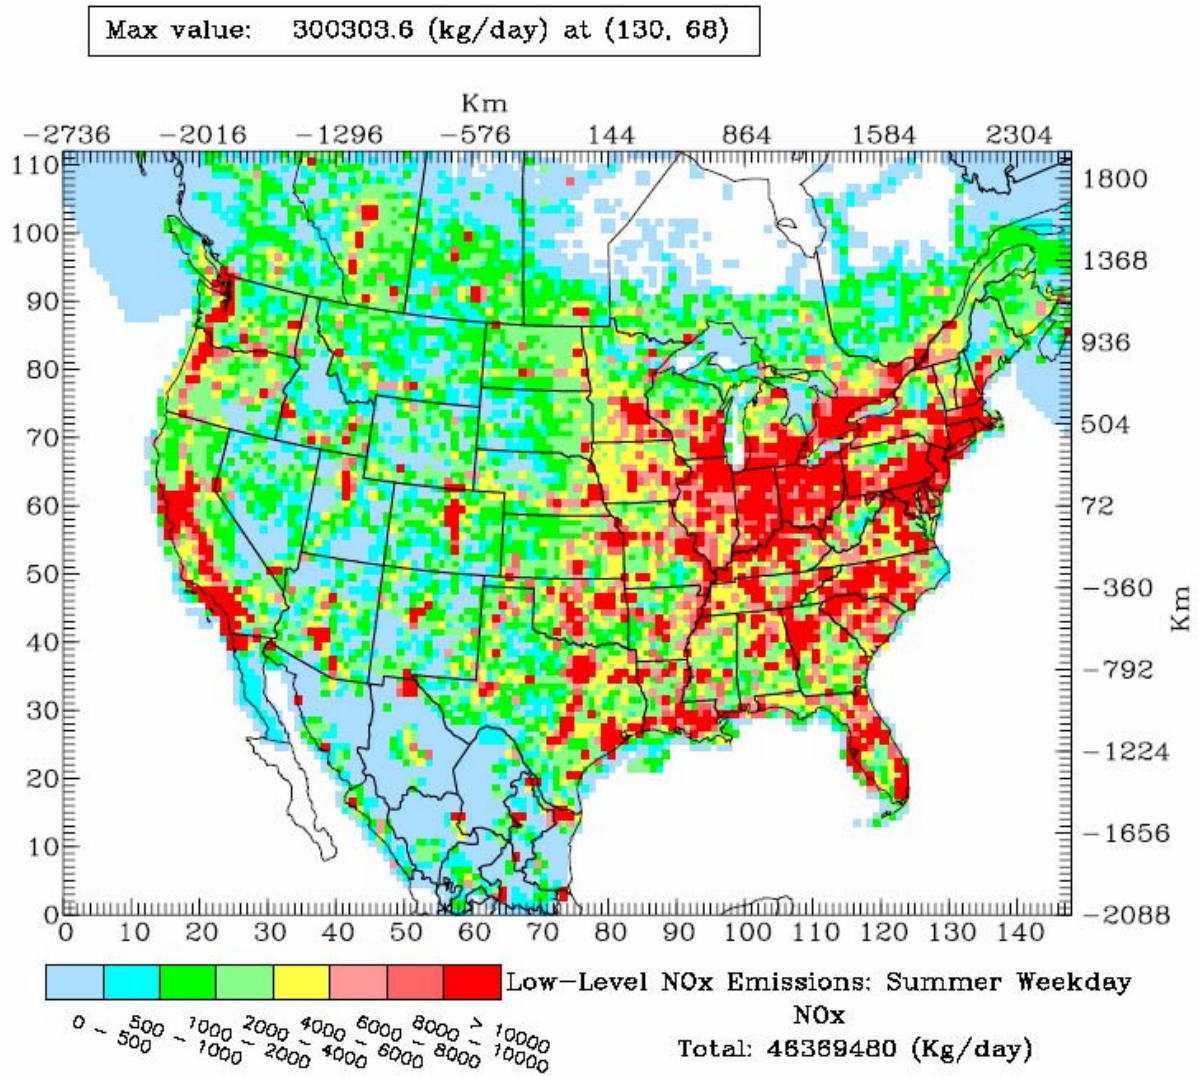 Max value: 300303.6 (kg/day) at (130, 68)
Km
−2736 −2016 −1296 −576 144 864 1584 2304
110 1800
100 1368
90 936
80 504
70 72
60 −360
50 −792
40 −1224
30 −1656
20 −2088
10
0
Km
0 10 20 30 40 50 60 70 80 90 100 110 120 130 140
Low−Level NOx Emissions: Summer Weekday
NOx
Total: 46369480 (Kg/day)
0 − 500
500 − 1000
1000 − 2000
2000 − 4000
4000 − 6000
6000 − 8000
8000 − 10000
> 10000